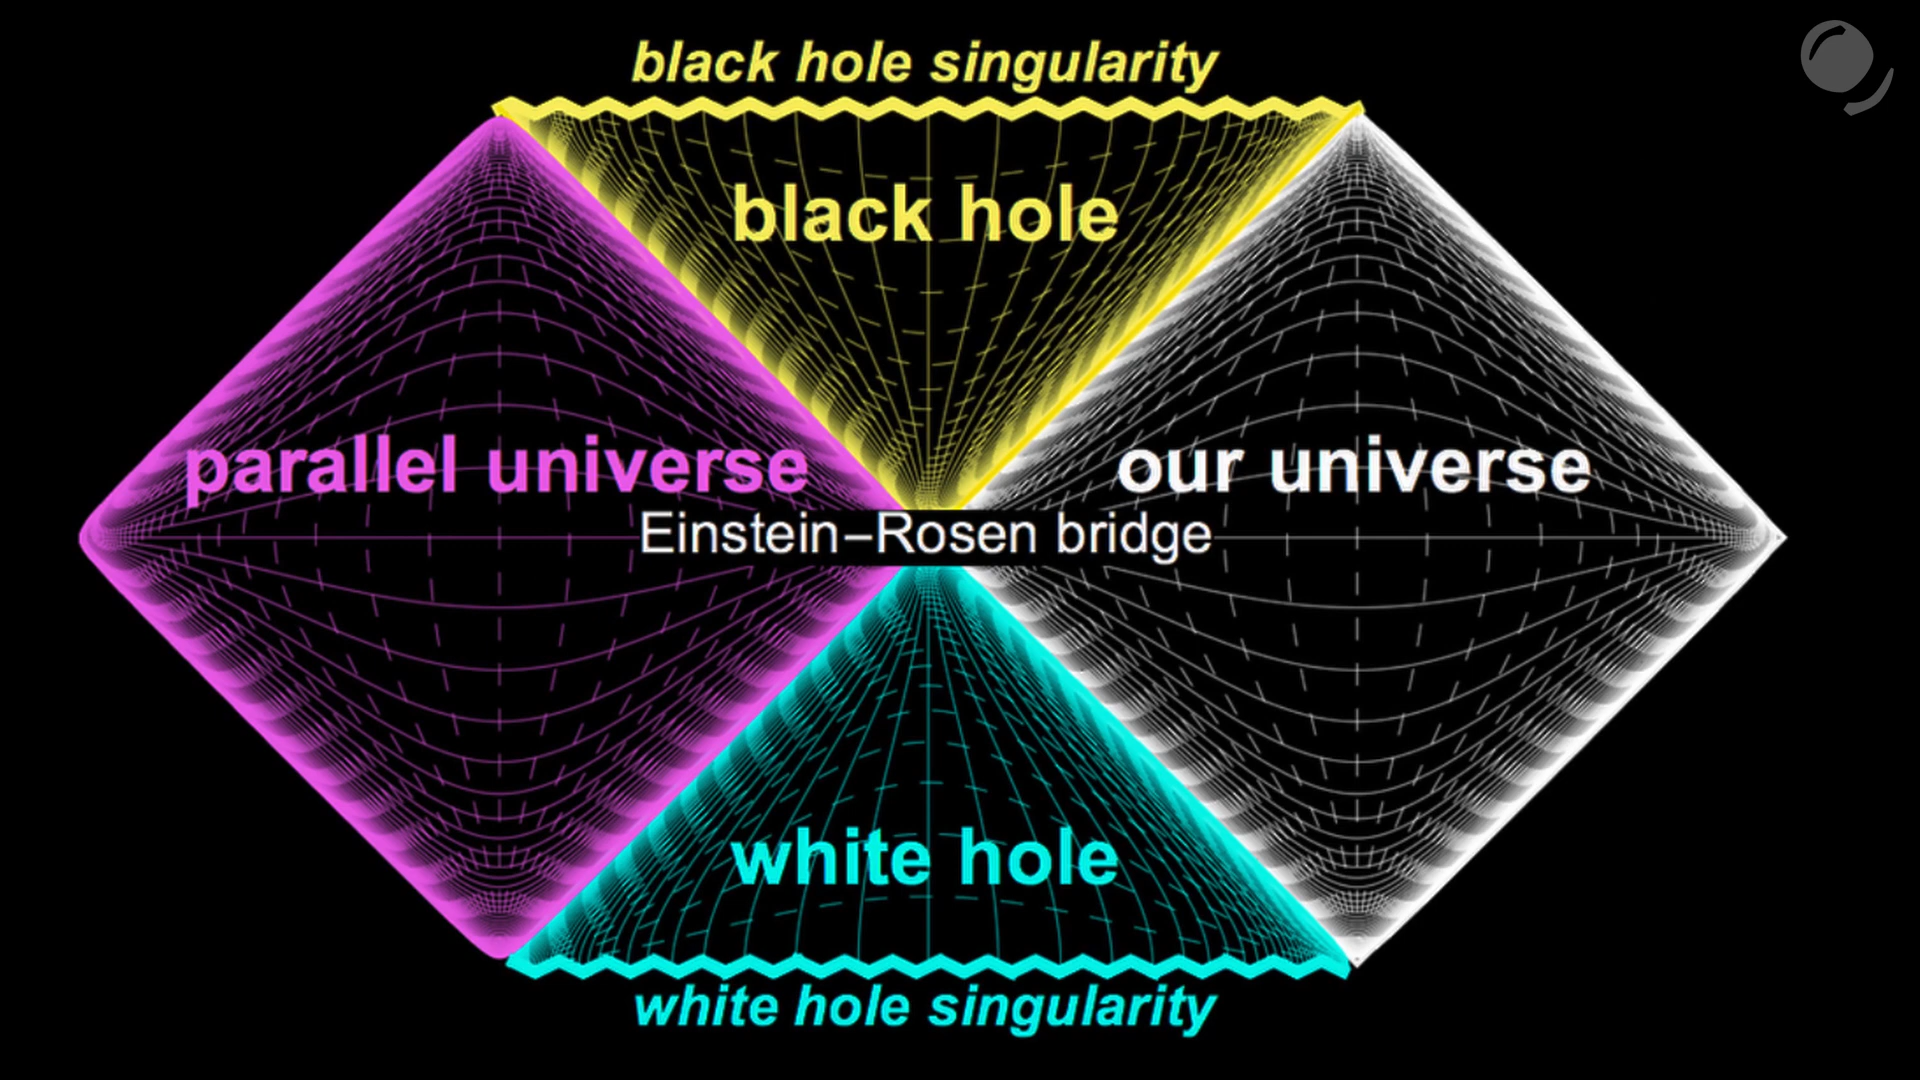 black hole singularity
black hole
parallel universe
our universe
Einstein–Rosen bridge
white hole
white hole singularity